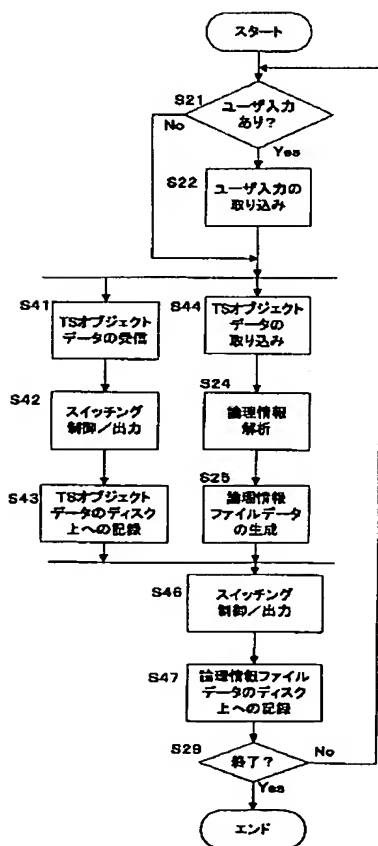 スタート
S21
ユーザ入力
あり?
No
Yes
S22
ユーザ入力の
取り込み
S41
TSオブジェクト
データの受信
S44
TSオブジェクト
データの
取り込み
S42
スイッチング
制御/出力
S24
論理情報
解析
S43
TSオブジェクト
データのディスク
上への記録
S25
論理情報
ファイルデータ
の生成
S46
スイッチング
制御/出力
S47
論理情報ファイル
データのディスク
上への記録
S29
終了?
No
Yes
エンド